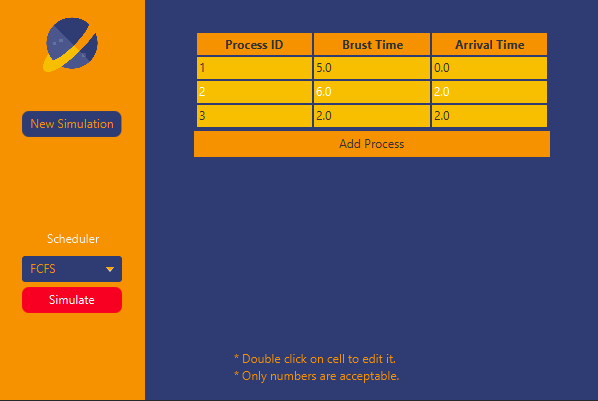 New Simulation
Scheduler
FCFS
Simulate
Process ID Brust Time Arrival Time
1 5.0 0.0
2 6.0 2.0
3 2.0 2.0
Add Process
* Double click on cell to edit it.
* Only numbers are acceptable.